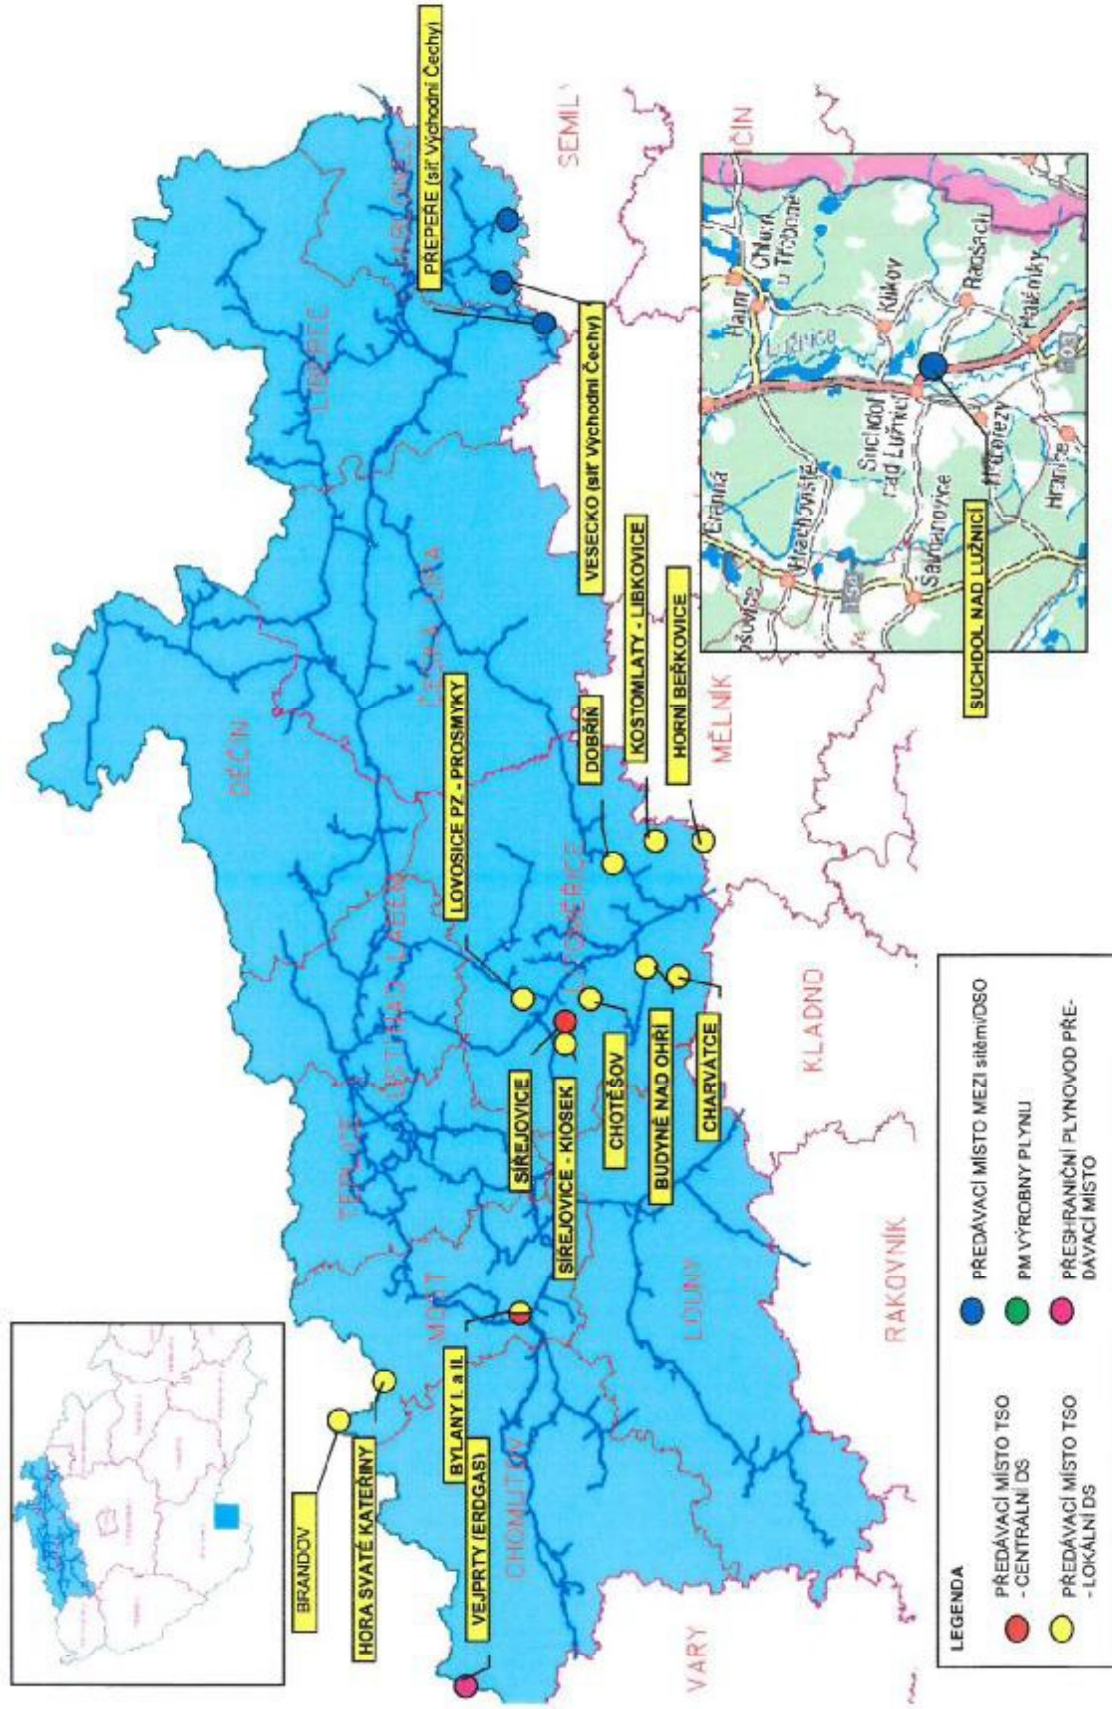 BRANDOV
HORA SVATÉ KATEŘINY
BYLANY I. a II.
VEJPRTY (ERDGAS)
SÍŘEJOVICE
SÍŘEJOVICE - KIOSEK
CHOTĚŠOV
BUDYNĚ NAD OHŘÍ
CHARVÁTCE
LOVOSICE PZ - PROSMYKY
DOBŘÍŇ
KOSTOMLATY - LIBKOVICE
HORNÍ BEŘKOVICE
VESECKO (síť Východní Čechy)
PŘEPEŘE (síť Východní Čechy)
SUCHDOL NAD LUŽNICÍ
CHOMUTOV
MOST
TEPLICE
ÚSTÍ NAD LABEM
LITOMĚŘICE
LOUNY
DĚČÍN
ČESKÁ LÍPA
LIBEREC
JABLONEC
SEMILY
JIČÍN
MĚLNÍK
KLADNO
RAKOVNÍK
VARY
Hamr
Chlum
u Třeboně
Lužnice
Klikov
Rapšach
Halámky
Suchdol
nad Lužnicí
Hrachoviště
Šalmanovice
Hranice
LEGENDA
PŘEDÁVACÍ MÍSTO TSO
- CENTRÁLNÍ DS
PŘEDÁVACÍ MÍSTO TSO
- LOKÁLNÍ DS
PŘEDÁVACÍ MÍSTO MEZI sítěmi/DSO
PM VÝROBNY PLYNU
PŘESHRANIČNÍ PLYNOVOD PŘE-
DÁVACÍ MÍSTO